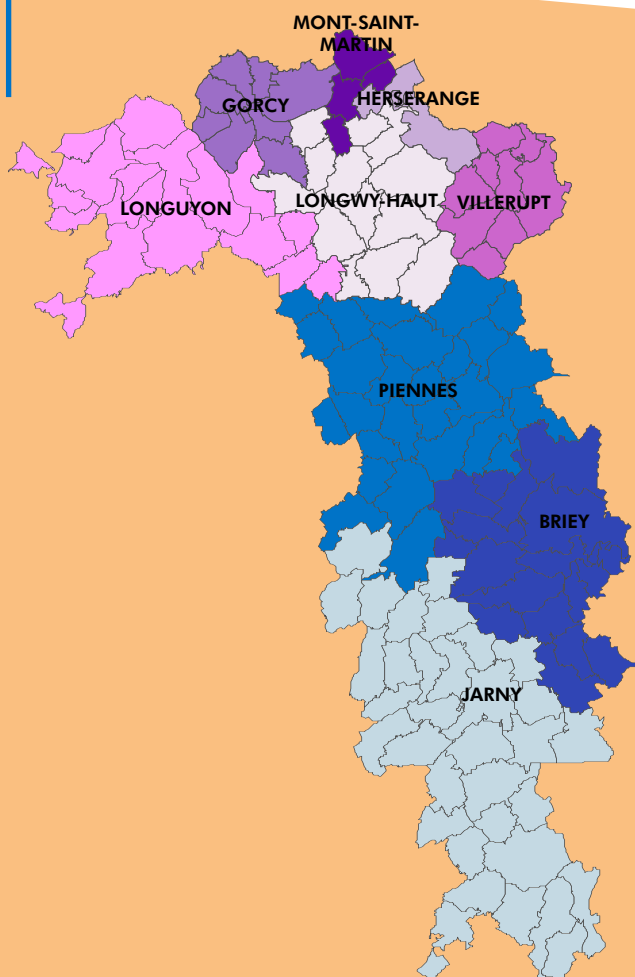 MONT-SAINT-
MARTIN
GORCY
HERSERANGE
LONGUYON
LONGWY-HAUT
VILLERUPT
PIENNES
BRIEY
JARNY